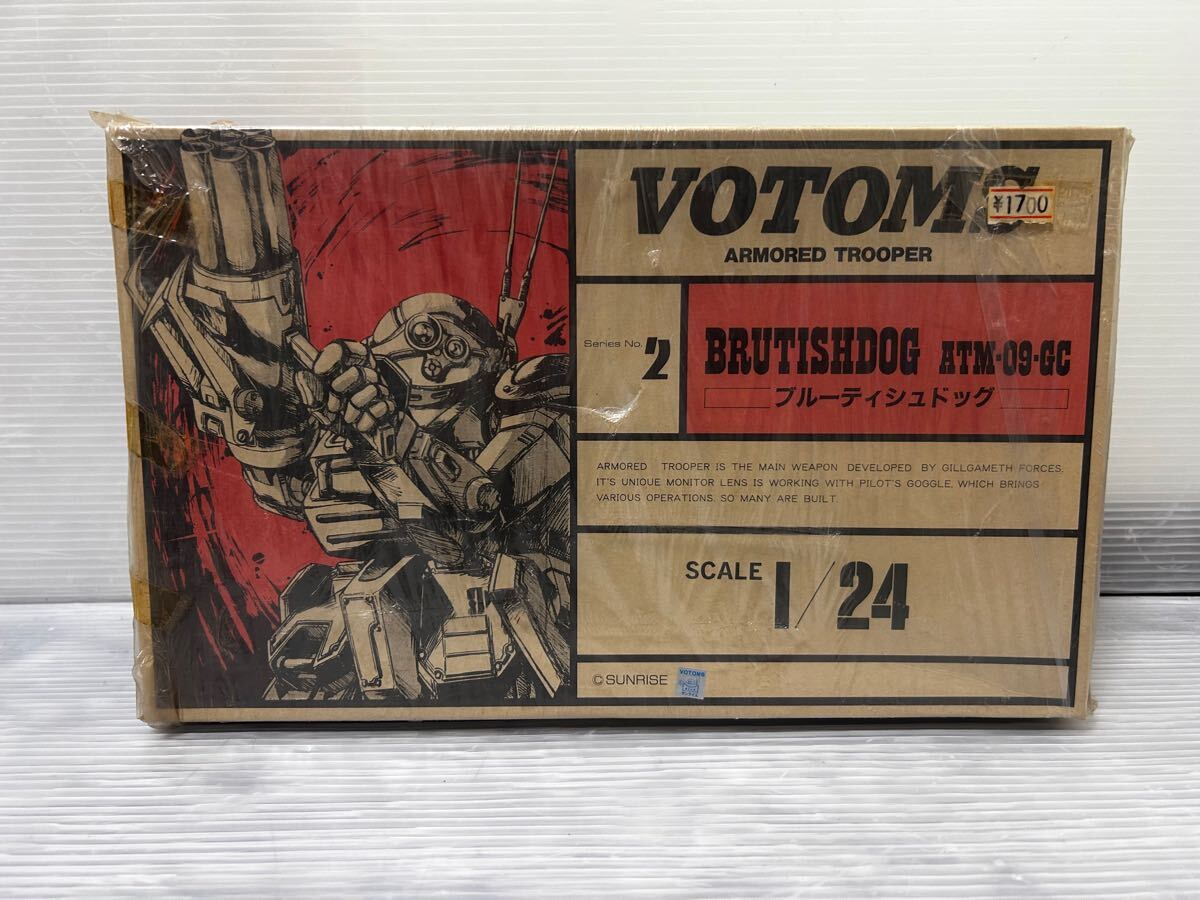 VOTOMS
¥1700
ARMORED TROOPER
Series No. 2
BRUTISHDOG ATM-09-GC
ブルーティシュドッグ
ARMORED TROOPER IS THE MAIN WEAPON DEVELOPED BY GILLGAMETH FORCES.
IT'S UNIQUE MONITOR LENS IS WORKING WITH PILOT'S GOGGLE, WHICH BRINGS
VARIOUS OPERATIONS. SO MANY ARE BUILT.
SCALE 1/24
© SUNRISE
VOTOMS